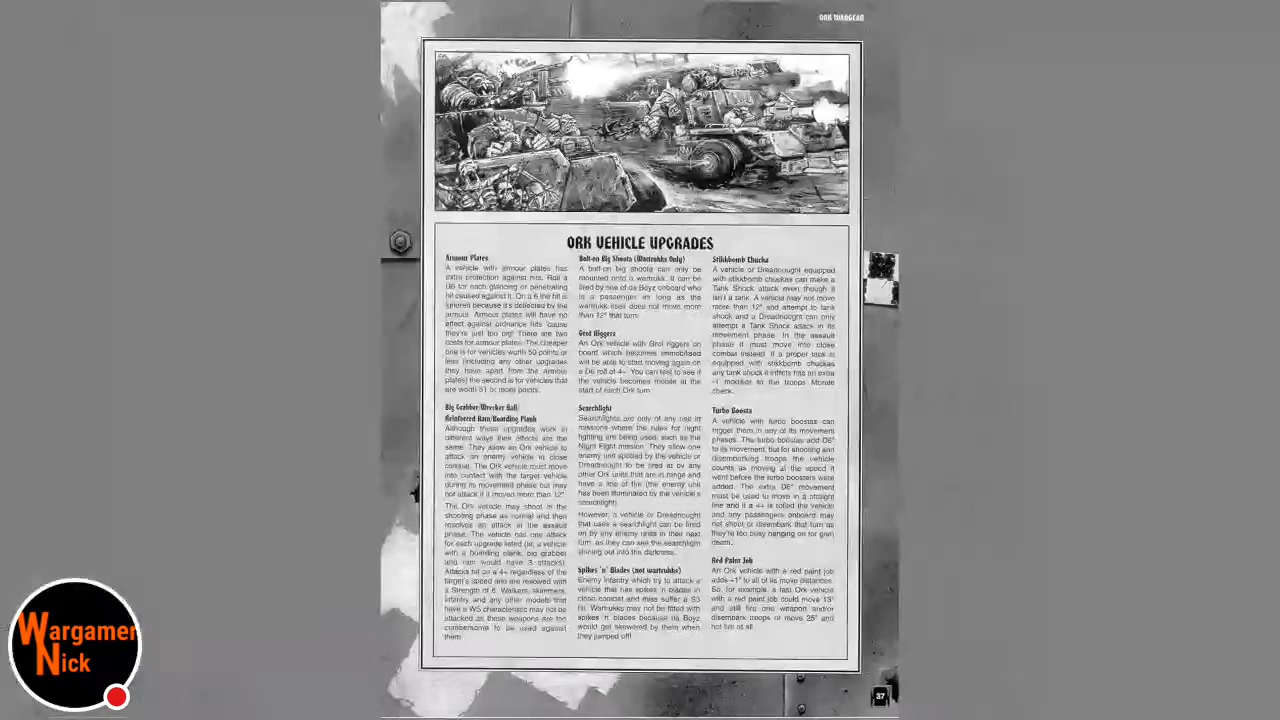 ORK WARGEAR
ORK VEHICLE UPGRADES
Armour Plates
A vehicle with armour plates has
extra protection against hits. Roll a
D6 for each glancing or penetrating
hit caused against it. On a 6 the hit is
ignored because it's deflected by the
armour. Armour plates will have no
effect against ordnance hits 'cause
they're just too big! There are two
costs for armour plates. The cheaper
one is for vehicles worth 50 points or
less (including any other upgrades
they have apart from the armour
plates) the second is for vehicles that
are worth 51 or more points.
Big Grabber/Wrecker Ball/
Reinforced Ram/Boarding Plank
Although these upgrades work in
different ways their effects are the
same. They allow an Ork vehicle to
attack an enemy vehicle in close
combat. The Ork vehicle must move
into contact with the target vehicle
during its movement phase but may
not attack if it moved more than 12".
The Ork vehicle may shoot in the
shooting phase as normal and then
resolves an attack in the assault
phase. The vehicle has one attack
for each upgrade listed (ie, a vehicle
with a boarding plank, big grabber
and ram would have 3 attacks).
Attacks hit on a 4+ regardless of the
target's speed and are resolved with
a Strength of 6. Walkers, skimmers,
infantry and any other models that
have a WS characteristic may not be
attacked as these weapons are too
cumbersome to be used against
them.
Bolt-on Big Shoota (Wartrukks Only)
A bolt-on big shoota can only be
mounted onto a wartrukk. It can be
fired by one of da Boyz onboard who
is a passenger as long as the
wartrukk itself does not move more
than 12" that turn.
Grot Riggers
An Ork vehicle with Grot riggers on
board which becomes immobilised
will be able to start moving again on
a D6 roll of 4+. You can test to see if
the vehicle becomes mobile at the
start of each Ork turn.
Searchlight
Searchlights are only of any use in
missions where the rules for night
fighting are being used, such as the
Night Fight mission. They allow one
enemy unit spotted by the vehicle or
Dreadnought to be fired at by any
other Ork units that are in range and
have a line of fire (the enemy unit
has been illuminated by the vehicle's
searchlight).
However, a vehicle or Dreadnought
that uses a searchlight can be fired
on by any enemy units in their next
turn, as they can see the searchlight
shining out into the darkness.
Spikes 'n' Blades (not wartrukks)
Enemy infantry which try to attack a
vehicle that has spikes 'n blades in
close combat and miss suffer a S3
hit. Wartrukks may not be fitted with
spikes 'n blades because da Boyz
would get skewered by them when
they jumped off!
Stikkbomb Chucka
A vehicle or Dreadnought equipped
with stikkbomb chuckas can make a
Tank Shock attack even though it
isn't a tank. A vehicle may not move
more than 12" and attempt to tank
shock and a Dreadnought can only
attempt a Tank Shock attack in its
movement phase. In the assault
phase it must move into close
combat instead. If a proper tank is
equipped with stikkbomb chuckas
any tank shock it inflicts has an extra
-1 modifier to the troops Morale
check.
Turbo Boosta
A vehicle with turbo boostas can
trigger them in any of its movement
phases. The turbo boostas add D6"
to its movement, but for shooting and
disembarking troops the vehicle
counts as moving at the speed it
went before the turbo boosters were
added. The extra D6" movement
must be used to move in a straight
line and if a 4+ is rolled the vehicle
and any passengers onboard may
not shoot or disembark that turn as
they're too busy hanging on for grim
death.
Red Paint Job
An Ork vehicle with a red paint job
adds +1" to all of its move distances.
So, for example, a fast Ork vehicle
with a red paint job could move 13"
and still fire one weapon and/or
disembark troops or move 25" and
not fire at all.
37
Wargamer
Nick